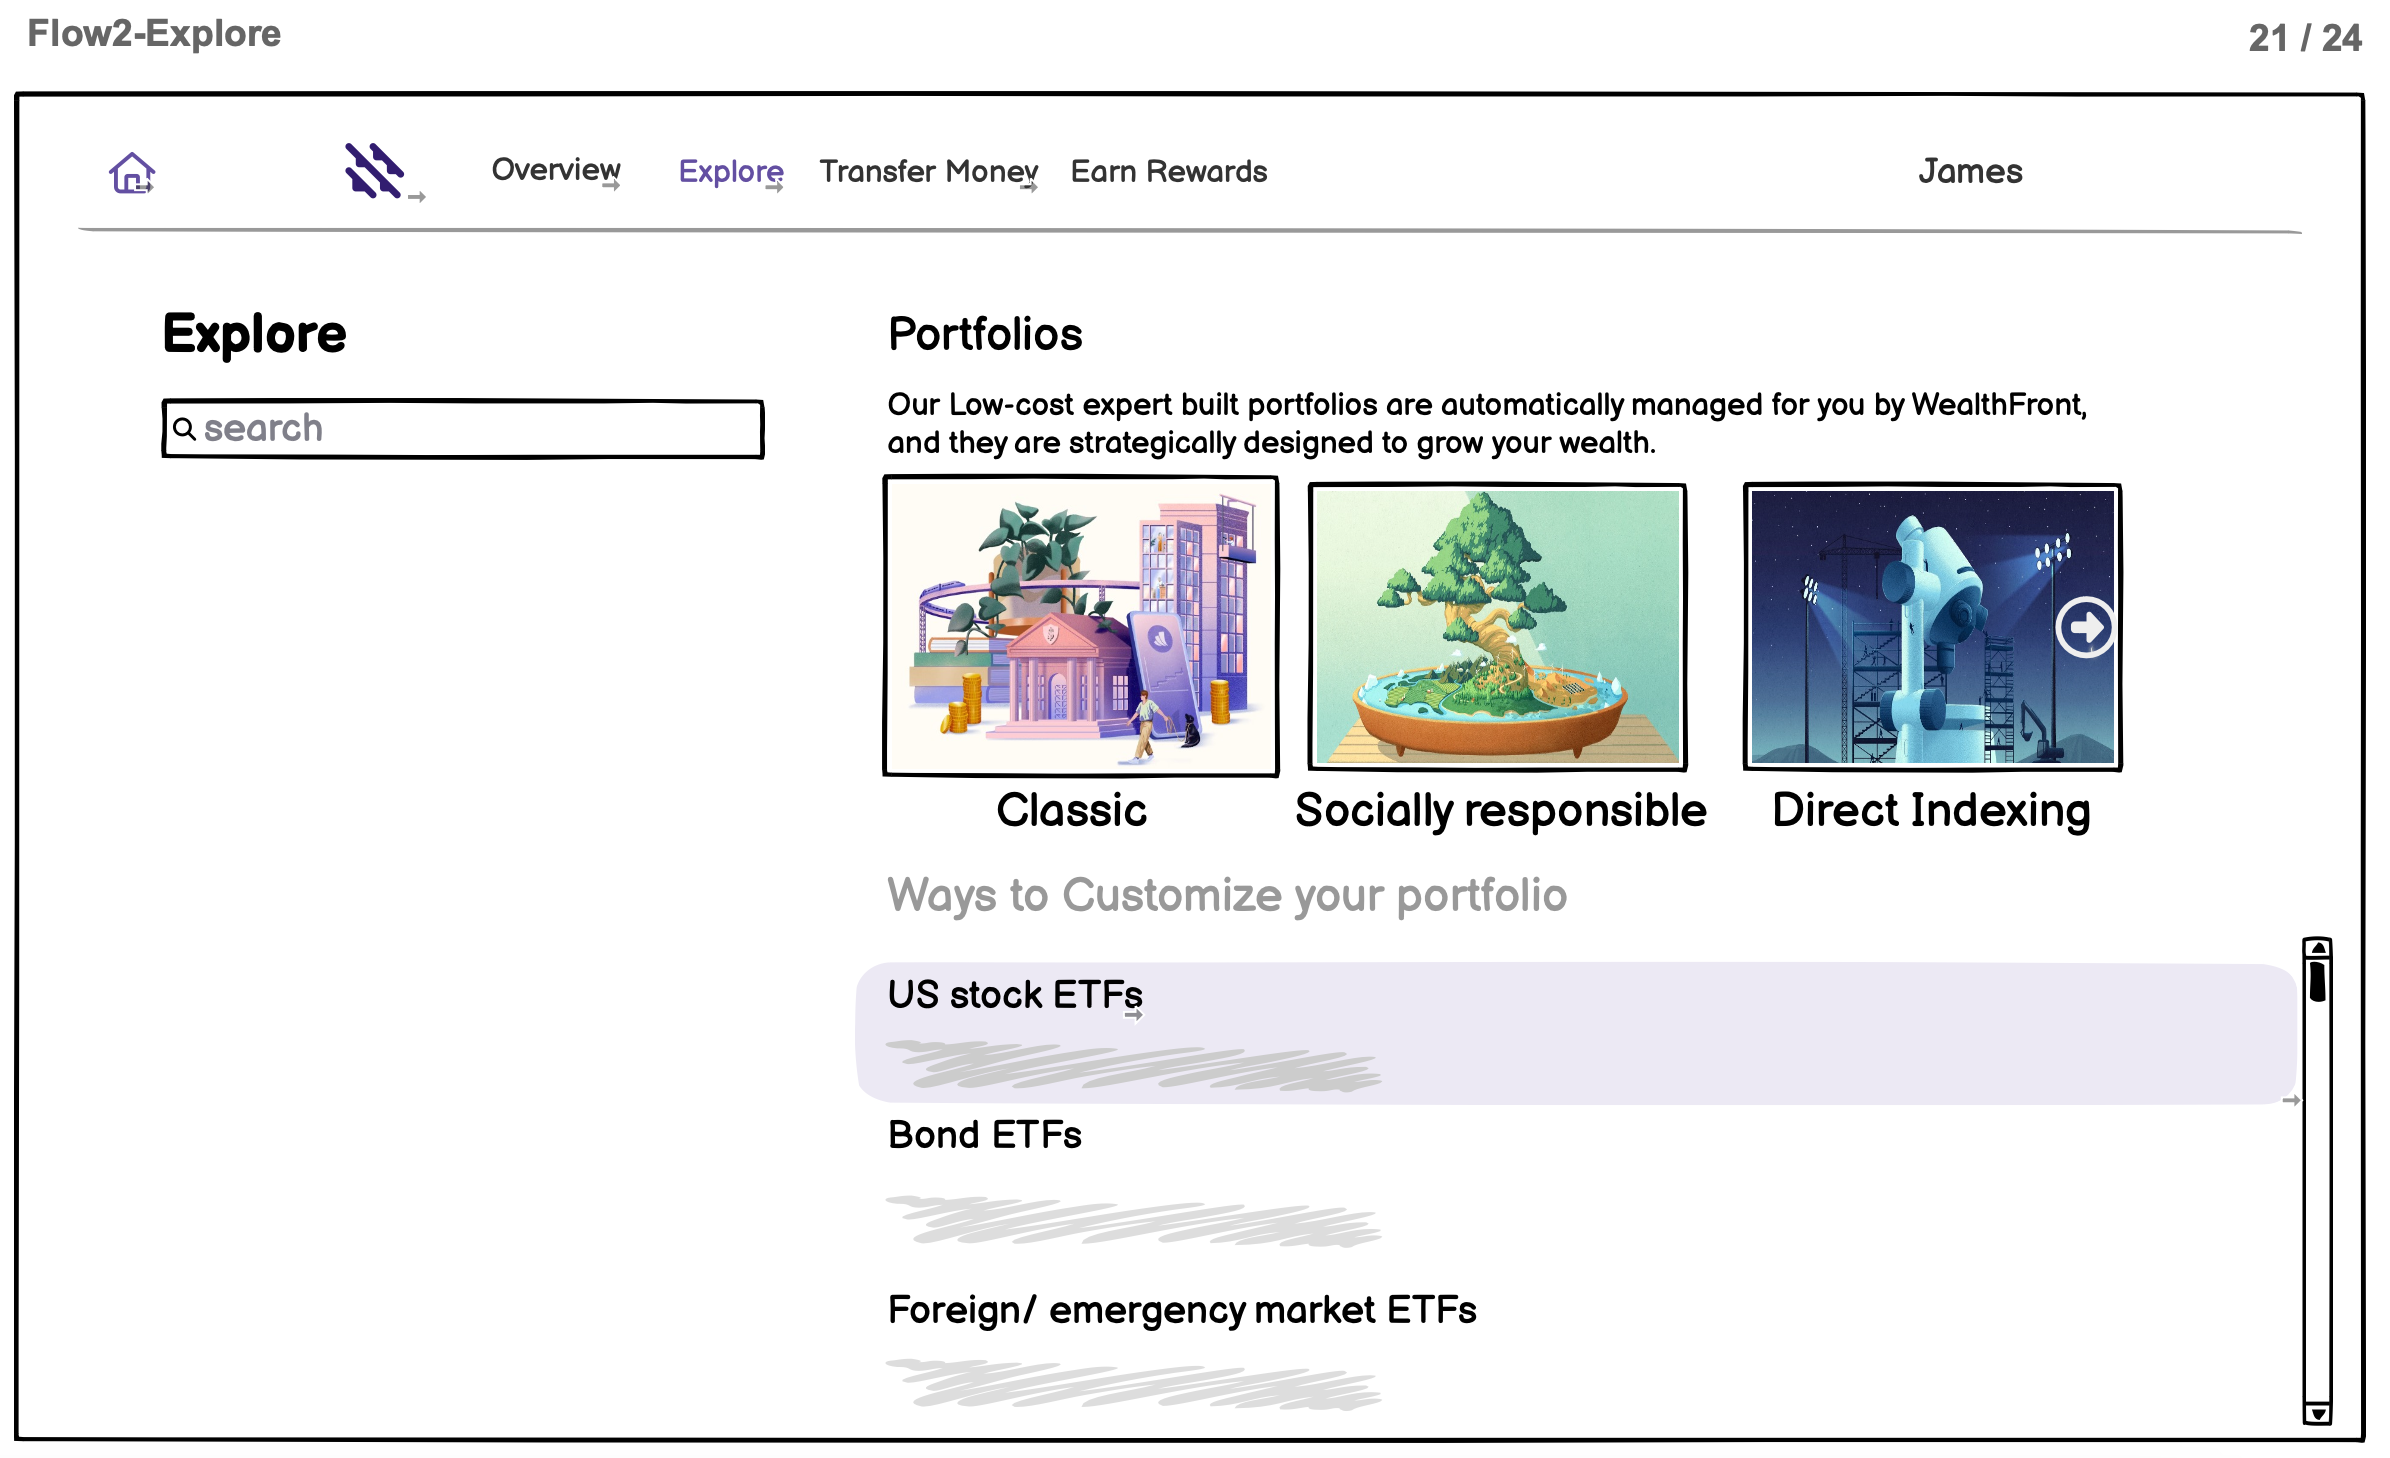 Flow2-Explore
21 / 24
Overview Explore Transfer Money Earn Rewards James
Explore
search
Portfolios
Our Low-cost expert built portfolios are automatically managed for you by WealthFront,
and they are strategically designed to grow your wealth.
Classic Socially responsible Direct Indexing
Ways to Customize your portfolio
US stock ETFs
Bond ETFs
Foreign/ emergency market ETFs